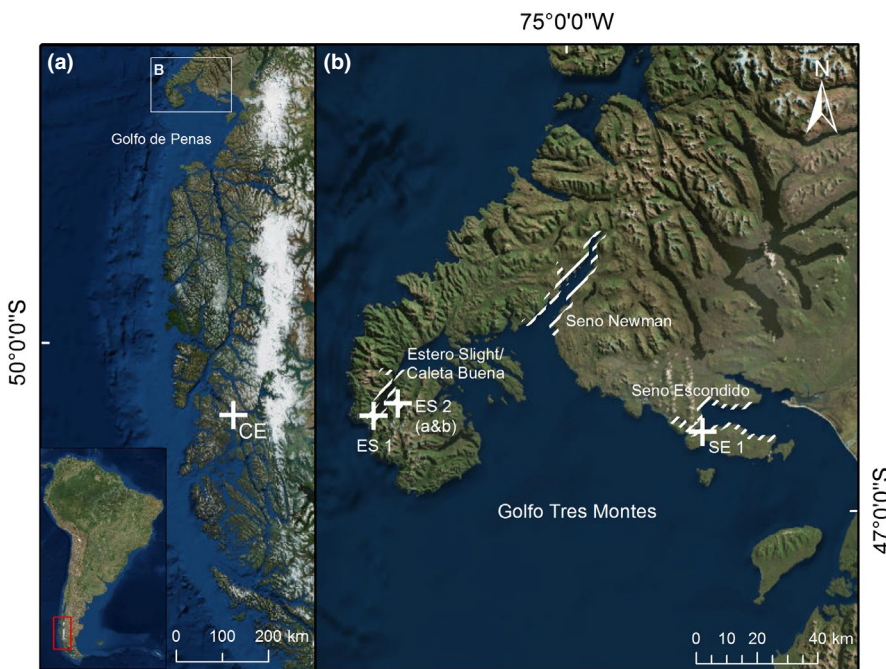 75°0'0"W
(a)
B
Golfo de Penas
50°0'0"S
CE
0 100 200 km
(b)
N
Seno Newman
Estero Slight/
Caleta Buena
ES 2
(a&b)
ES 1
Seno Escondido
SE 1
Golfo Tres Montes
47°0'0"S
0 5 10 20 40 km